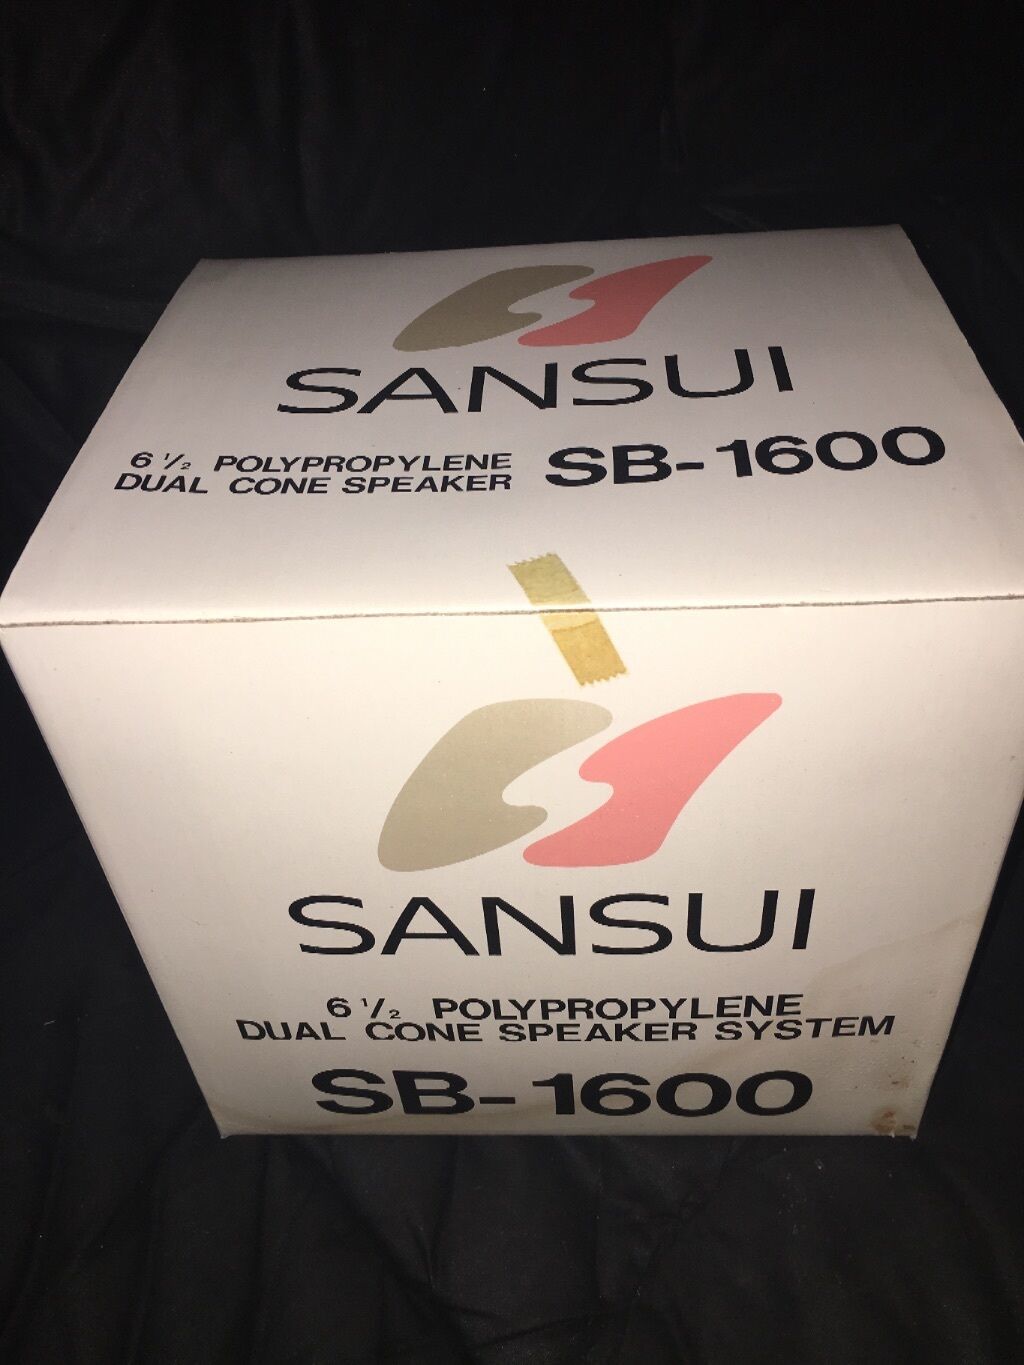 SANSUI
6 1/2 POLYPROPYLENE
DUAL CONE SPEAKER SB-1600
SANSUI
6 1/2 POLYPROPYLENE
DUAL CONE SPEAKER SYSTEM
SB-1600